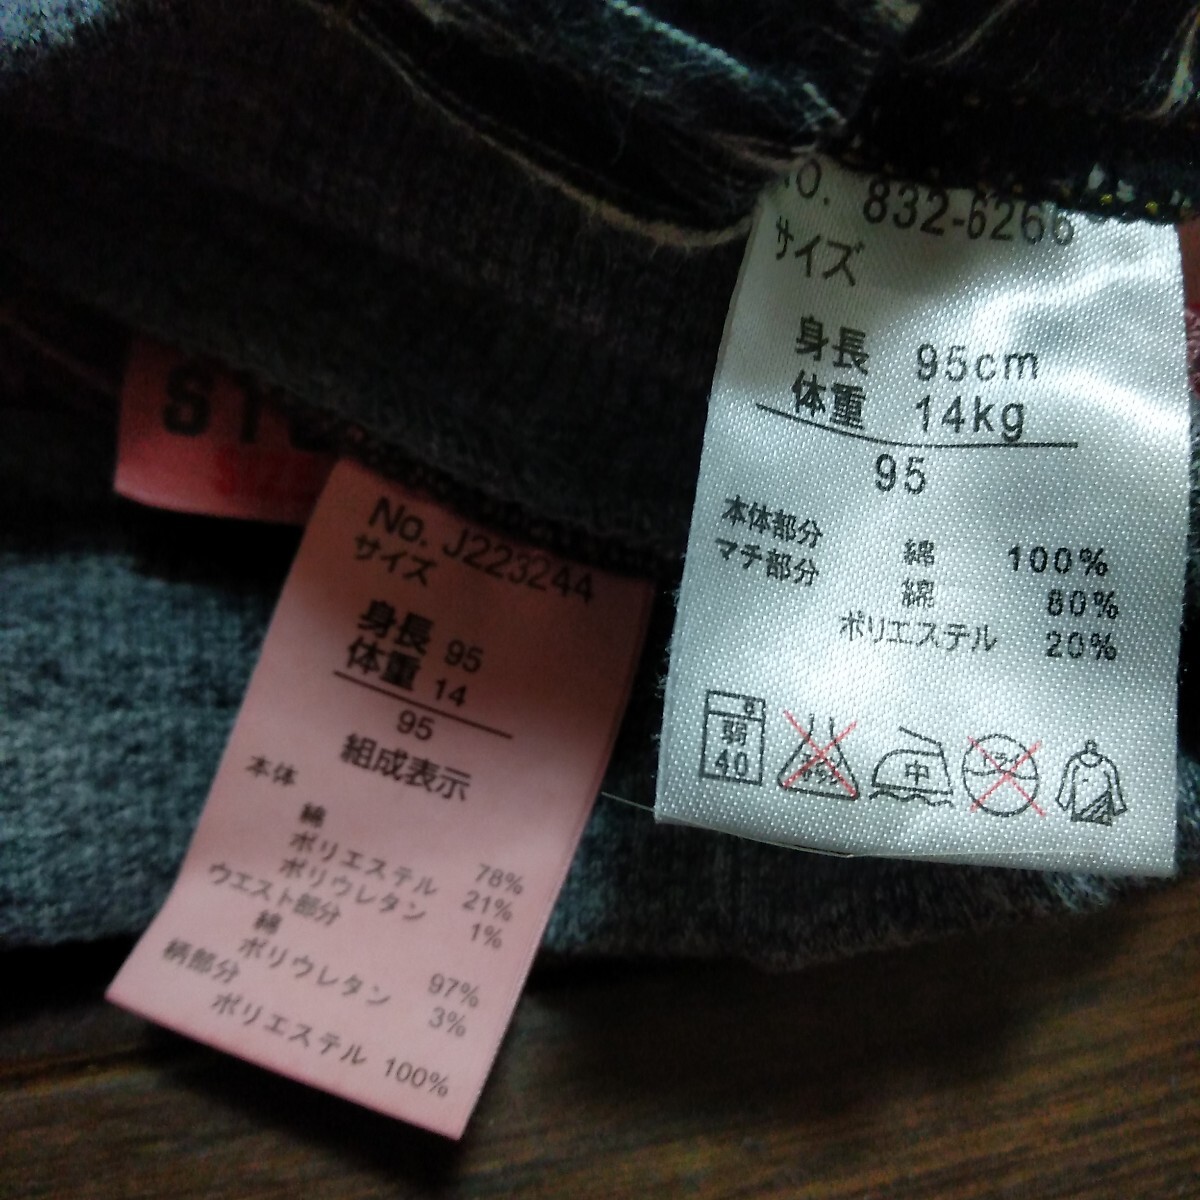 No. 832-6266
サイズ
身長 95cm
体重 14kg
95
本体部分
綿 100%
マチ部分
綿 80%
ポリエステル 20%
弱
40
中
No. J223244
サイズ
身長 95
体重 14
95
組成表示
本体
綿 78%
ポリエステル 21%
ポリウレタン 1%
ウエスト部分
綿 97%
ポリウレタン 3%
柄部分
ポリエステル 100%